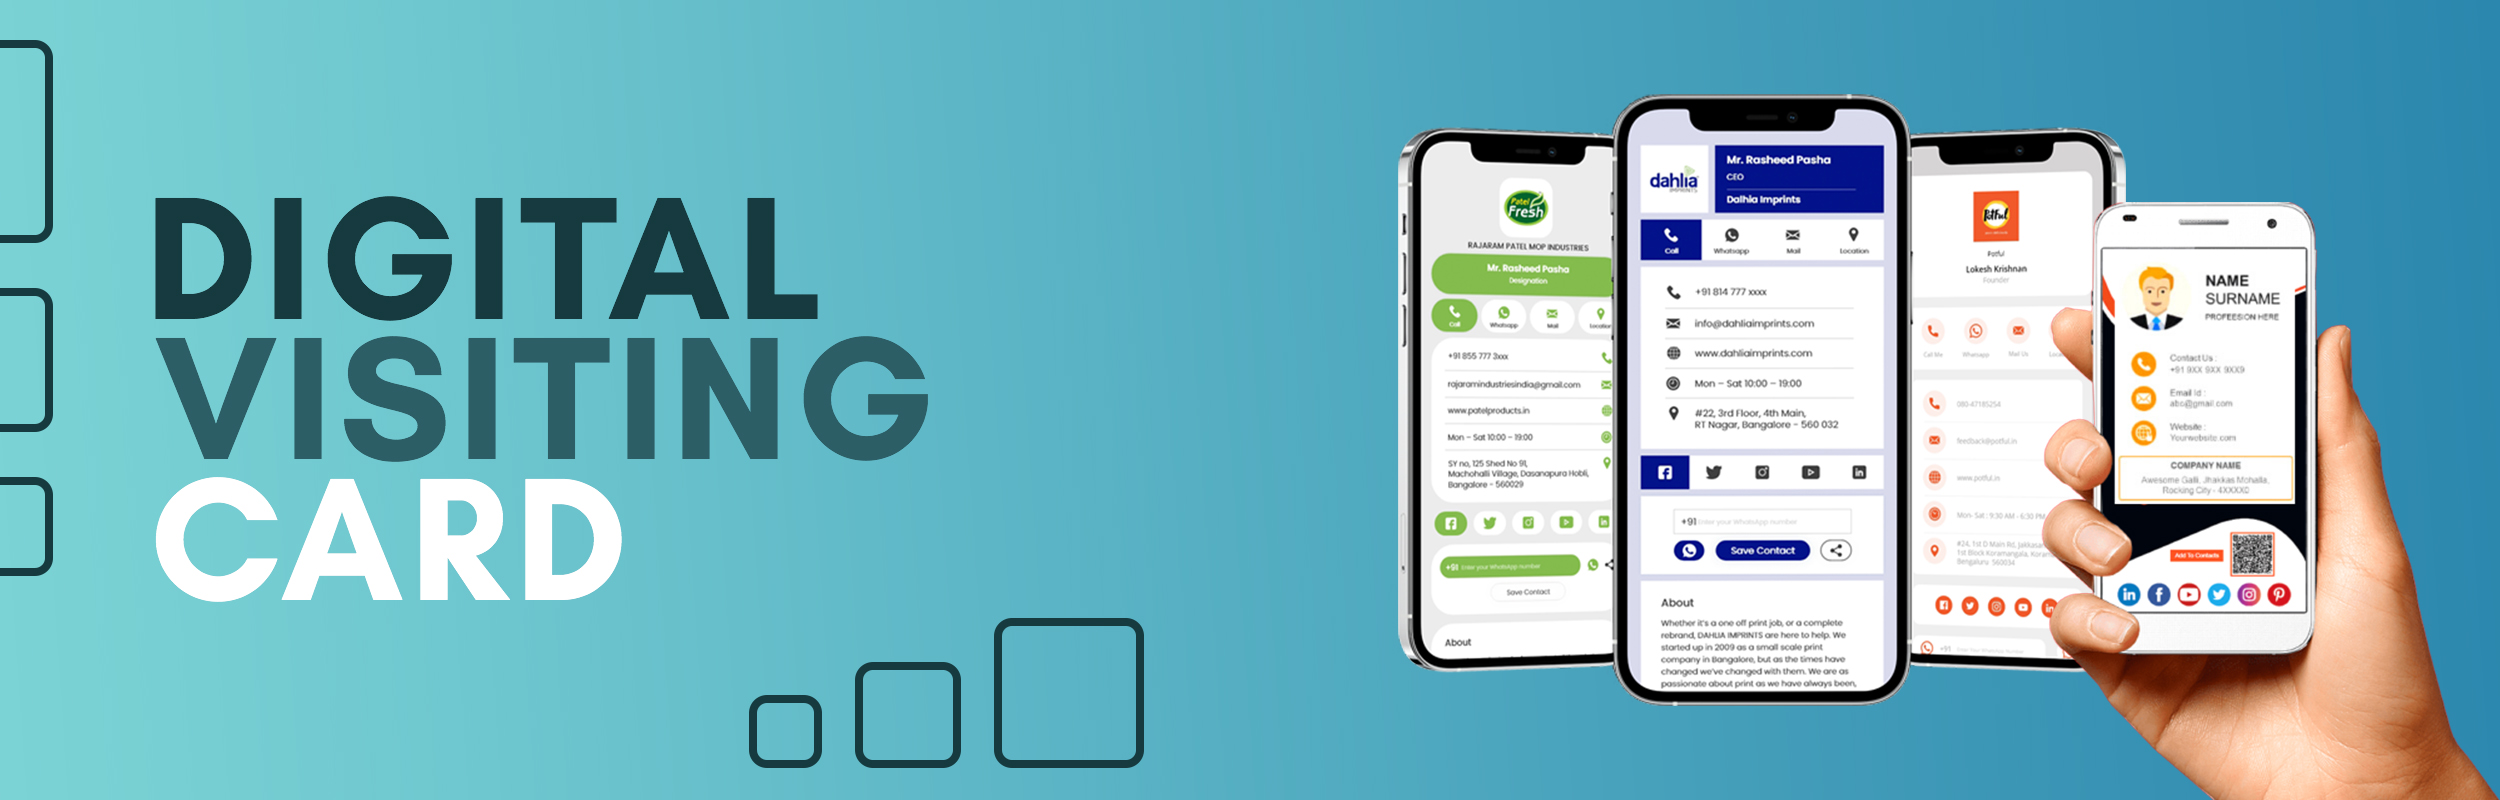 DIGITAL
VISITING
CARD
Patel
Fresh
RAJARAM PATEL MOP INDUSTRIES
Mr. Rasheed Pasha
Designation
Call
Whatsapp
Mail
Location
+91 855 777 3xxx
rajaramindustriesindia@gmail.com
www.patelproducts.in
Mon – Sat 10:00 – 19:00
SY no, 125 Shed No 91,
Machohalli Village, Dasanapura Hobli,
Bangalore - 560029
+91 Enter your WhatsApp number
Save Contact
About
dahlia
IMPRINTS
Mr. Rasheed Pasha
CEO
Dalhia Imprints
Call
Whatsapp
Mail
Location
+91 814 777 xxxx
info@dahliaimprints.com
www.dahliaimprints.com
Mon – Sat 10:00 – 19:00
#22, 3rd Floor, 4th Main,
RT Nagar, Bangalore - 560 032
+91 Enter your WhatsApp number
Save Contact
About
Whether it's a one off print job, or a complete
rebrand, DAHLIA IMPRINTS are here to help. We
started up in 2009 as a small scale print
company in Bangalore, but as the times have
changed we've changed with them. We are as
passionate about print as we have always been,
Potful
Potful
Lokesh Krishnan
Founder
Call Me
Whatsapp
Mail Us
080-47185254
feedback@potful.in
www.potful.in
Mon- Sat : 9:30 AM - 6:30 PM
#24, 1st D Main Rd, Jakkasan
1st Block Koramangala, Koram
Bengaluru 560034
+91
NAME
SURNAME
PROFEESION HERE
Contact Us :
+91 9XX 9XX 9XX9
Email Id :
abc@gmail.com
Website :
Yourwebsite.com
COMPANY NAME
Awesome Galli, Jhakkas Mohalla,
Rocking City - 4XXXX0
Add To Contacts